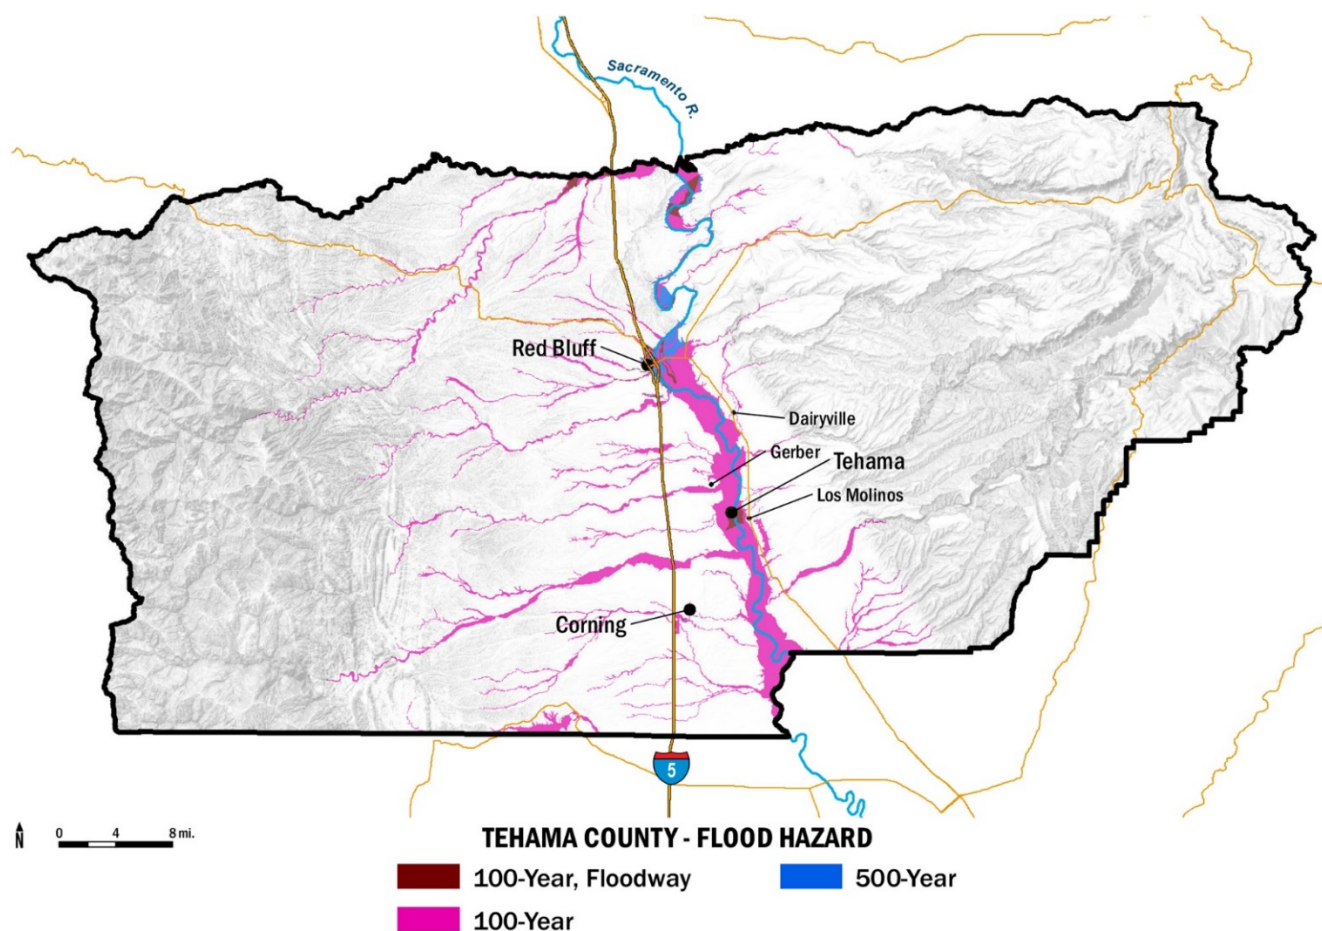 Sacramento R.
Red Bluff
Dairyville
Gerber
Tehama
Los Molinos
Corning
5
N
0 4 8 mi.
TEHAMA COUNTY - FLOOD HAZARD
100-Year, Floodway
500-Year
100-Year